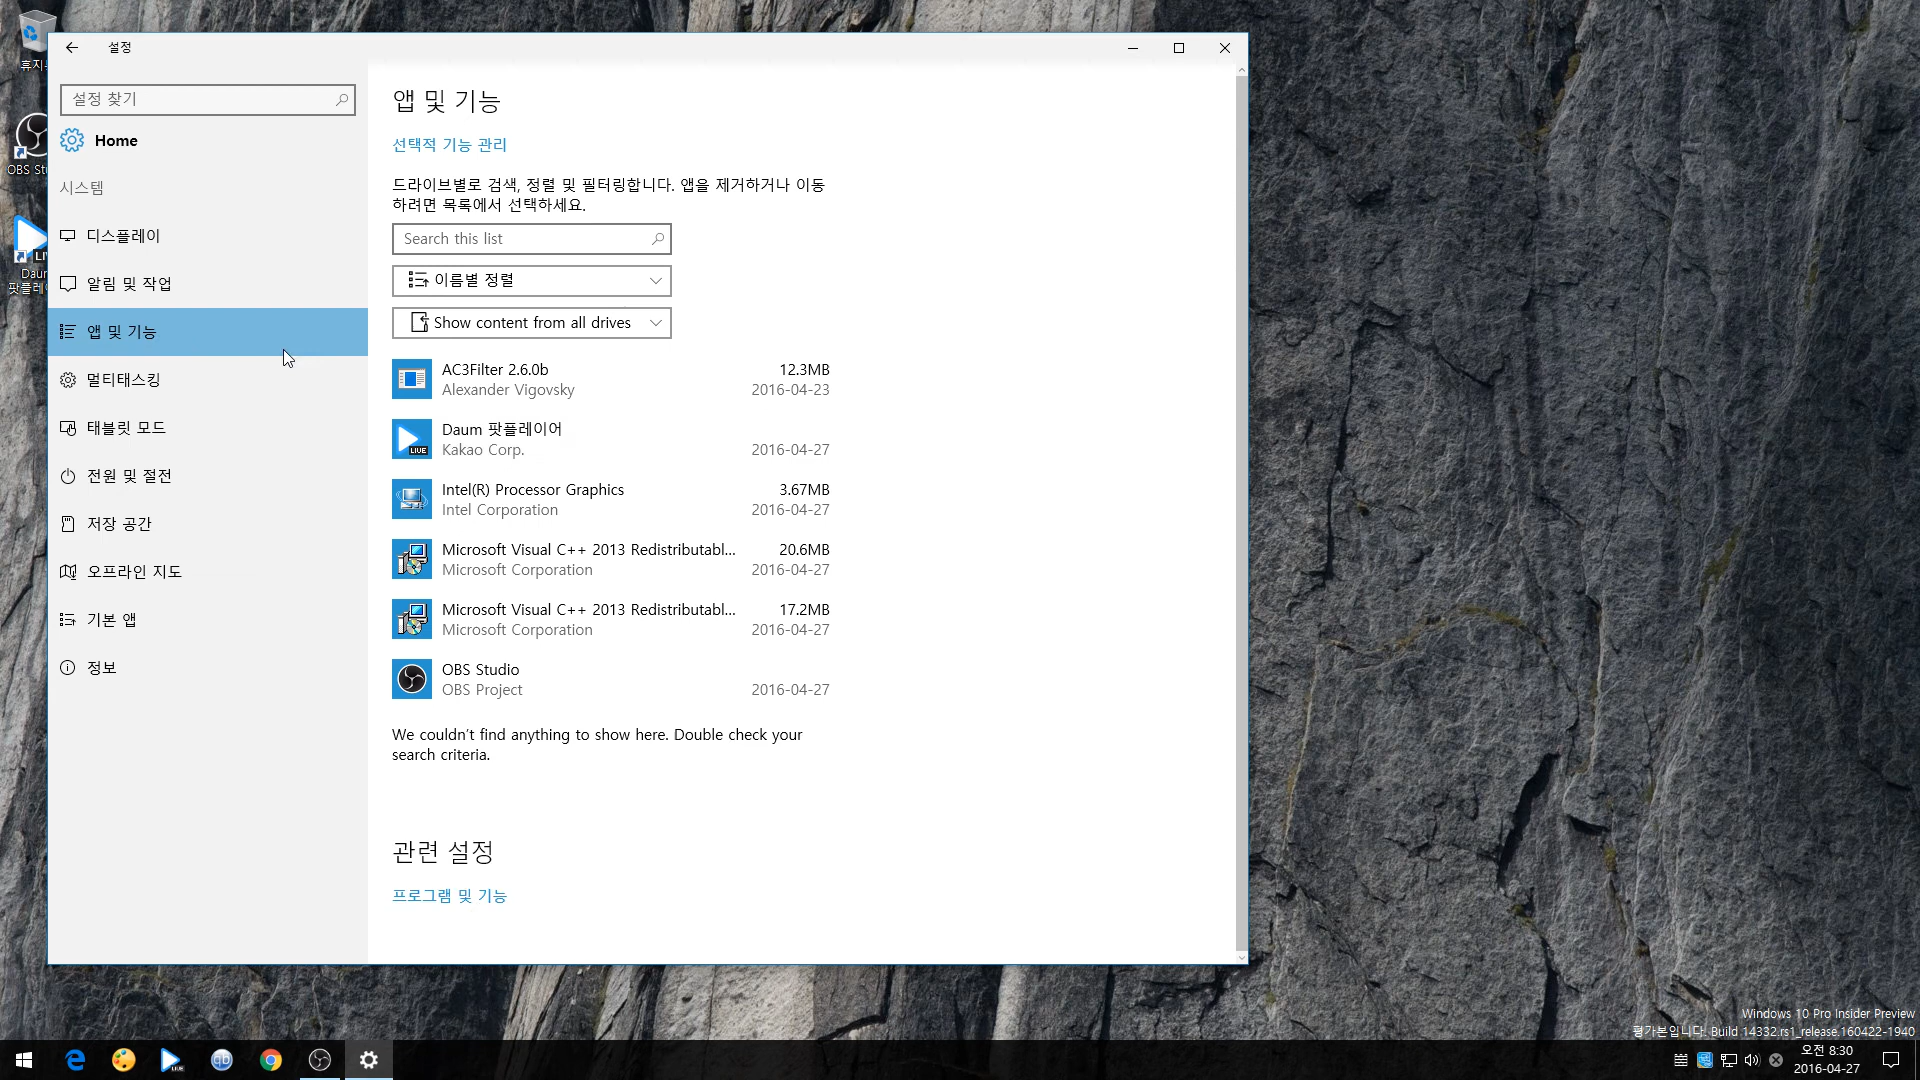 설정
설정 찾기
Home
시스템
디스플레이
알림 및 작업
앱 및 기능
멀티태스킹
태블릿 모드
전원 및 절전
저장 공간
오프라인 지도
기본 앱
정보
앱 및 기능
선택적 기능 관리
드라이브별로 검색, 정렬 및 필터링합니다. 앱을 제거하거나 이동
하려면 목록에서 선택하세요.
Search this list
이름별 정렬
Show content from all drives
AC3Filter 2.6.0b 12.3MB
Alexander Vigovsky 2016-04-23
Daum 팟플레이어
Kakao Corp. 2016-04-27
Intel(R) Processor Graphics 3.67MB
Intel Corporation 2016-04-27
Microsoft Visual C++ 2013 Redistributabl... 20.6MB
Microsoft Corporation 2016-04-27
Microsoft Visual C++ 2013 Redistributabl... 17.2MB
Microsoft Corporation 2016-04-27
OBS Studio
OBS Project 2016-04-27
We couldn't find anything to show here. Double check your
search criteria.
관련 설정
프로그램 및 기능
OBS
Daum
Windows 10 Pro Insider Preview
평가본입니다. Build 14332.rs1_release.160422-1940
오전 8:30
2016-04-27